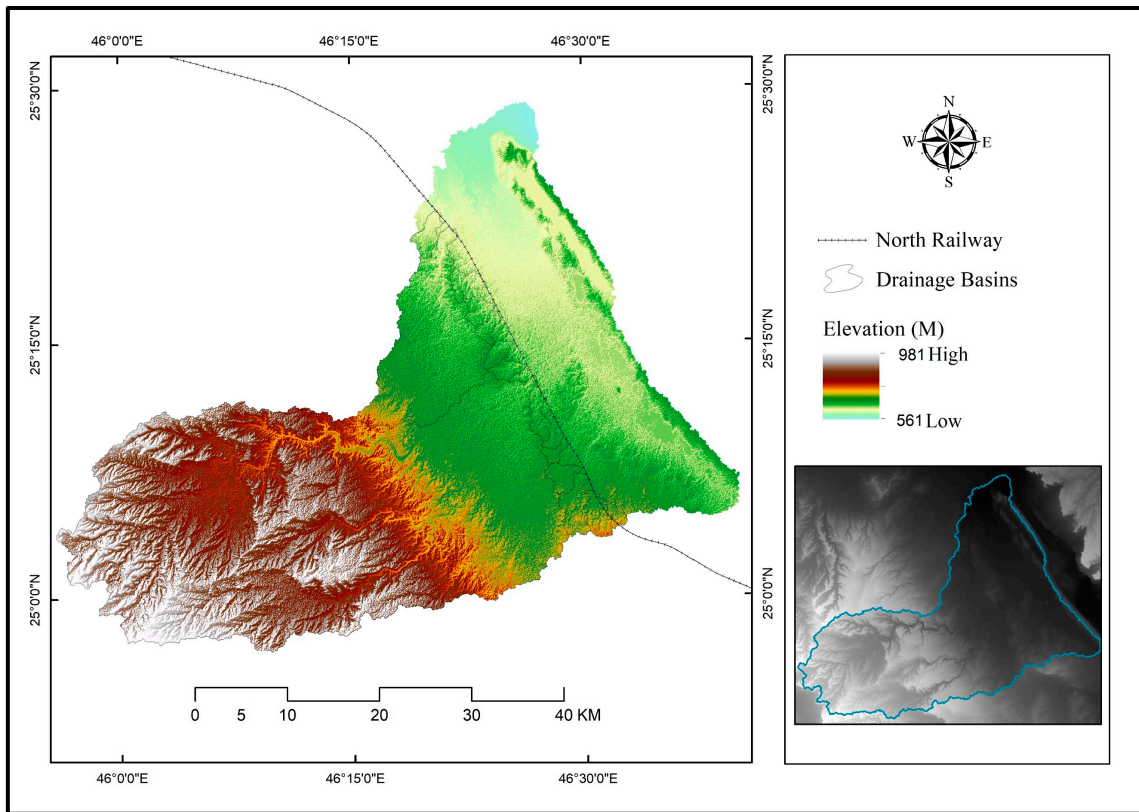 46°0'0"E 46°15'0"E 46°30'0"E
25°30'0"N
25°15'0"N
25°0'0"N
25°30'0"N
25°15'0"N
25°0'0"N
0 5 10 20 30 40 KM
46°0'0"E 46°15'0"E 46°30'0"E
N
W E
S
North Railway
Drainage Basins
Elevation (M)
981 High
561 Low